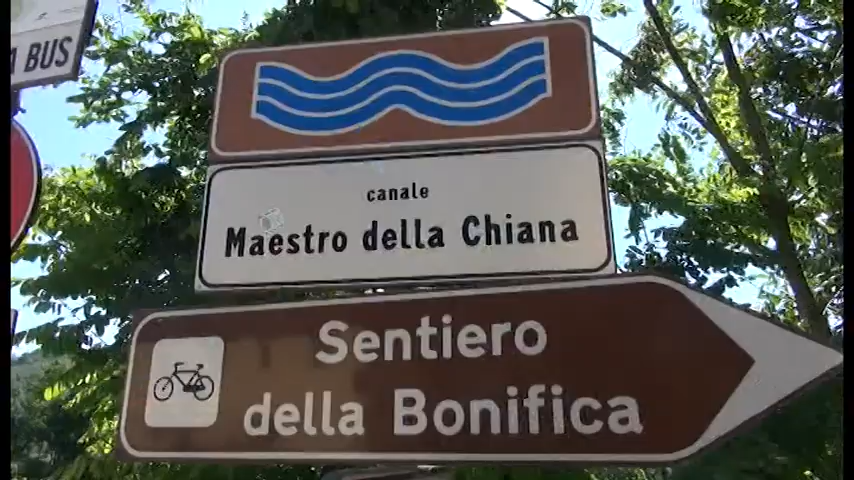 A BUS
canale
Maestro della Chiana
Sentiero
della Bonifica